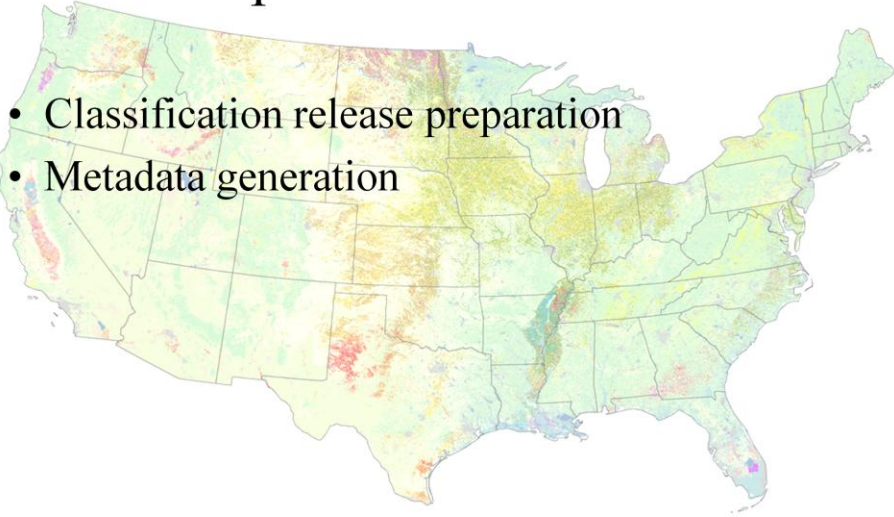 • Classification release preparation
• Metadata generation